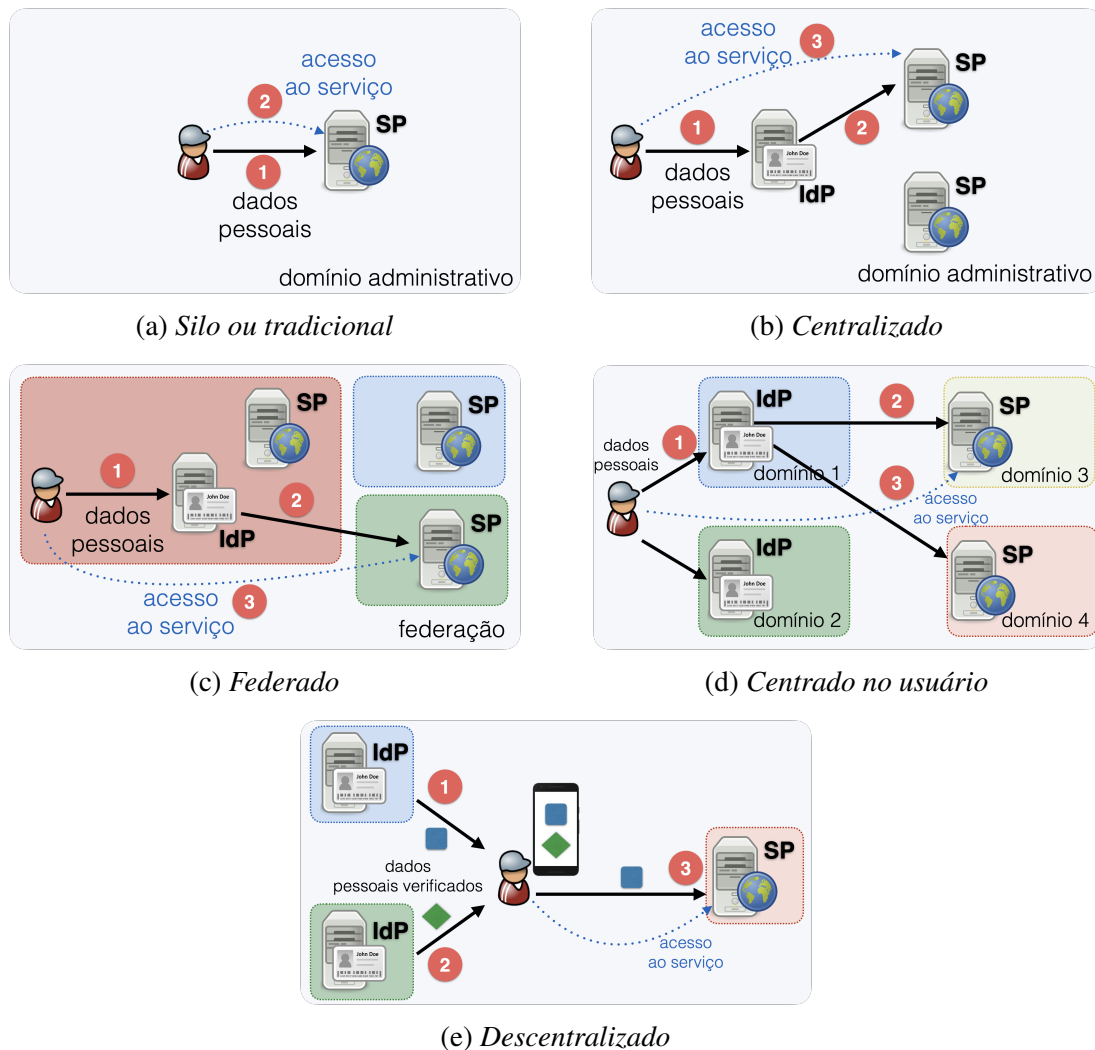 acesso
ao serviço
2
SP
1
dados
pessoais
domínio administrativo
(a) Silo ou tradicional
acesso
ao serviço
3
SP
1
2
John Doe
dados
pessoais
IdP
SP
domínio administrativo
(b) Centralizado
SP
SP
1
John Doe
2
dados
pessoais
IdP
SP
acesso
ao serviço
3
federação
(c) Federado
IdP
2
SP
dados
pessoais
1
John Doe
domínio 1
domínio 3
3
acesso
ao serviço
IdP
John Doe
domínio 2
SP
domínio 4
(d) Centrado no usuário
IdP
John Doe
1
dados
pessoais verificados
3
SP
IdP
John Doe
2
acesso
ao serviço
(e) Descentralizado